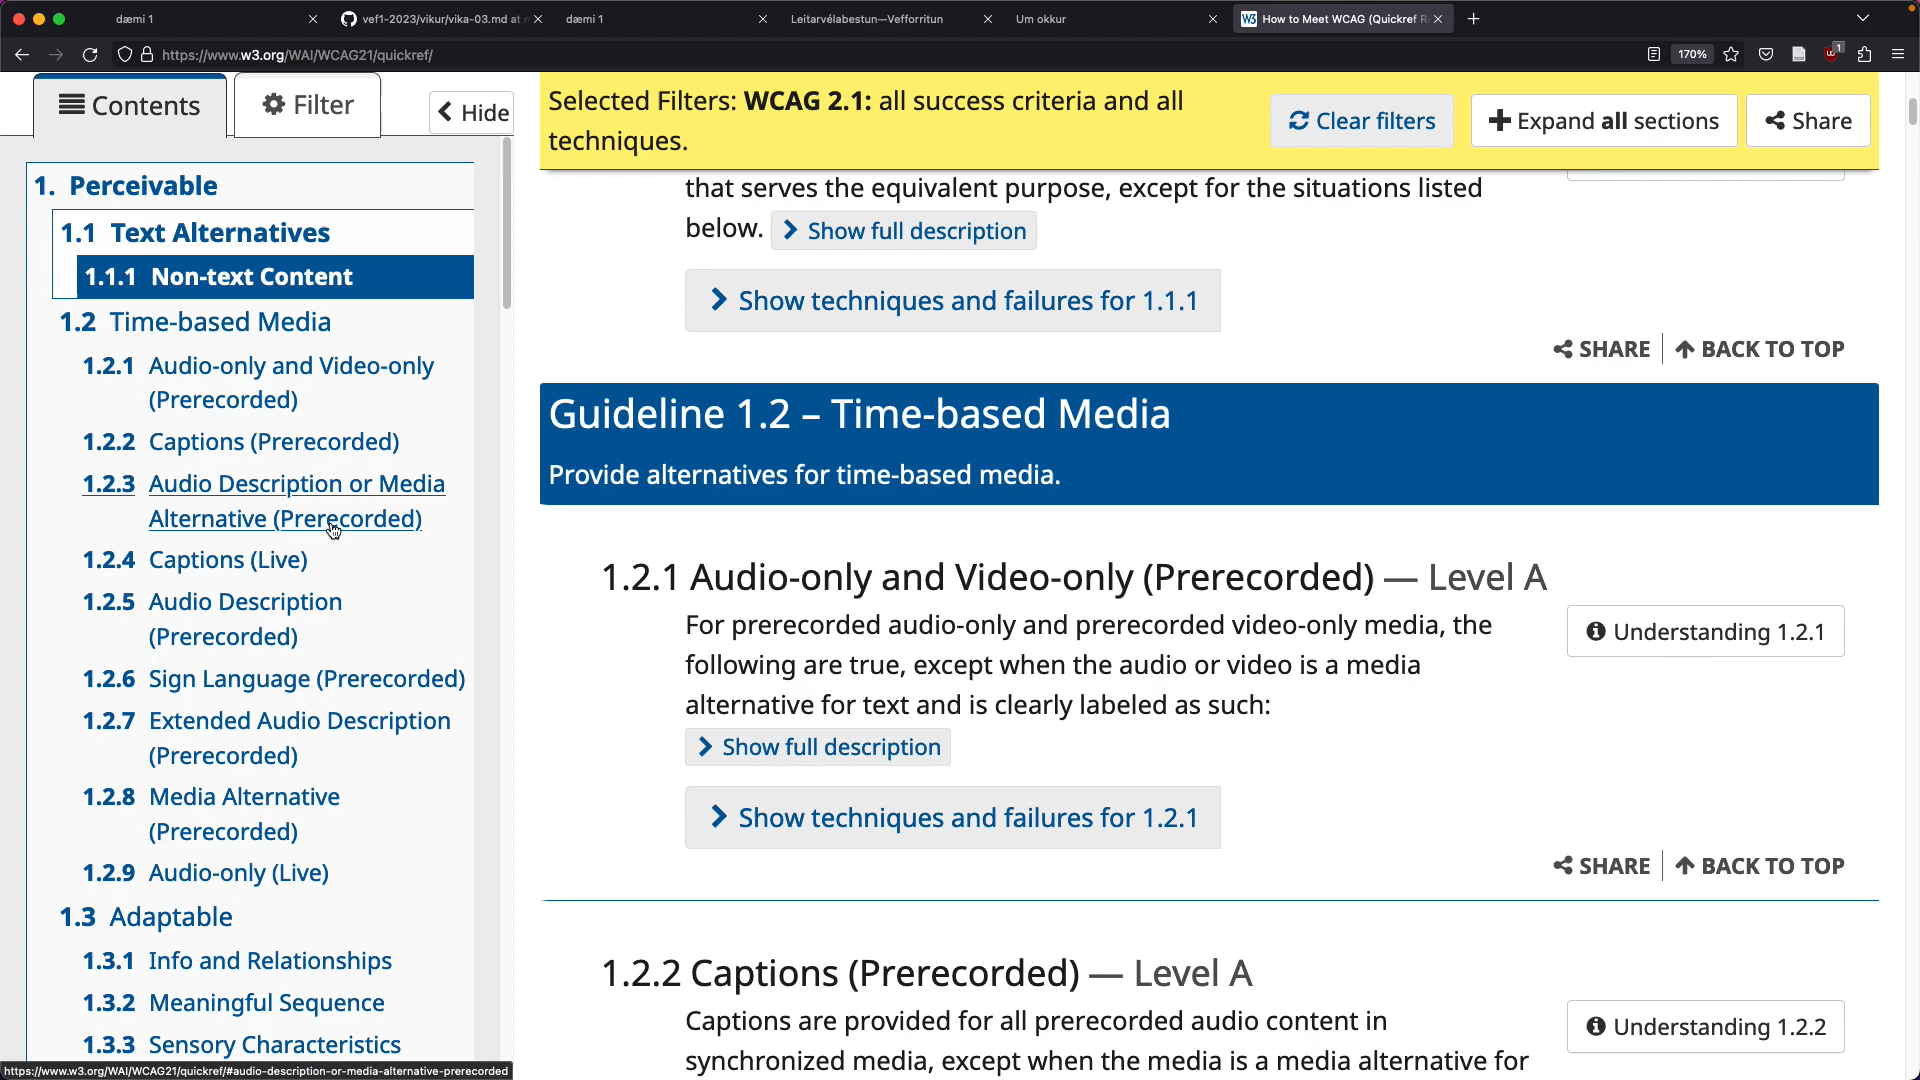 dæmi 1
vef1-2023/vikur/vika-03.md at
dæmi 1
Leitarvélabestun—Vefforritun
Um okkur
How to Meet WCAG (Quickref R
https://www.w3.org/WAI/WCAG21/quickref/
170%
1
Contents
Filter
Hide
1. Perceivable
1.1 Text Alternatives
1.1.1 Non-text Content
1.2 Time-based Media
1.2.1 Audio-only and Video-only
(Prerecorded)
1.2.2 Captions (Prerecorded)
1.2.3 Audio Description or Media
Alternative (Prerecorded)
1.2.4 Captions (Live)
1.2.5 Audio Description
(Prerecorded)
1.2.6 Sign Language (Prerecorded)
1.2.7 Extended Audio Description
(Prerecorded)
1.2.8 Media Alternative
(Prerecorded)
1.2.9 Audio-only (Live)
1.3 Adaptable
1.3.1 Info and Relationships
1.3.2 Meaningful Sequence
1.3.3 Sensory Characteristics
https://www.w3.org/WAI/WCAG21/quickref/#audio-description-or-media-alternative-prerecorded
Selected Filters: WCAG 2.1: all success criteria and all
techniques.
Clear filters
Expand all sections
Share
that serves the equivalent purpose, except for the situations listed
below. Show full description
Show techniques and failures for 1.1.1
SHARE
BACK TO TOP
Guideline 1.2 – Time-based Media
Provide alternatives for time-based media.
1.2.1 Audio-only and Video-only (Prerecorded) — Level A
For prerecorded audio-only and prerecorded video-only media, the
following are true, except when the audio or video is a media
alternative for text and is clearly labeled as such:
Show full description
Understanding 1.2.1
Show techniques and failures for 1.2.1
SHARE
BACK TO TOP
1.2.2 Captions (Prerecorded) — Level A
Captions are provided for all prerecorded audio content in
synchronized media, except when the media is a media alternative for
Understanding 1.2.2